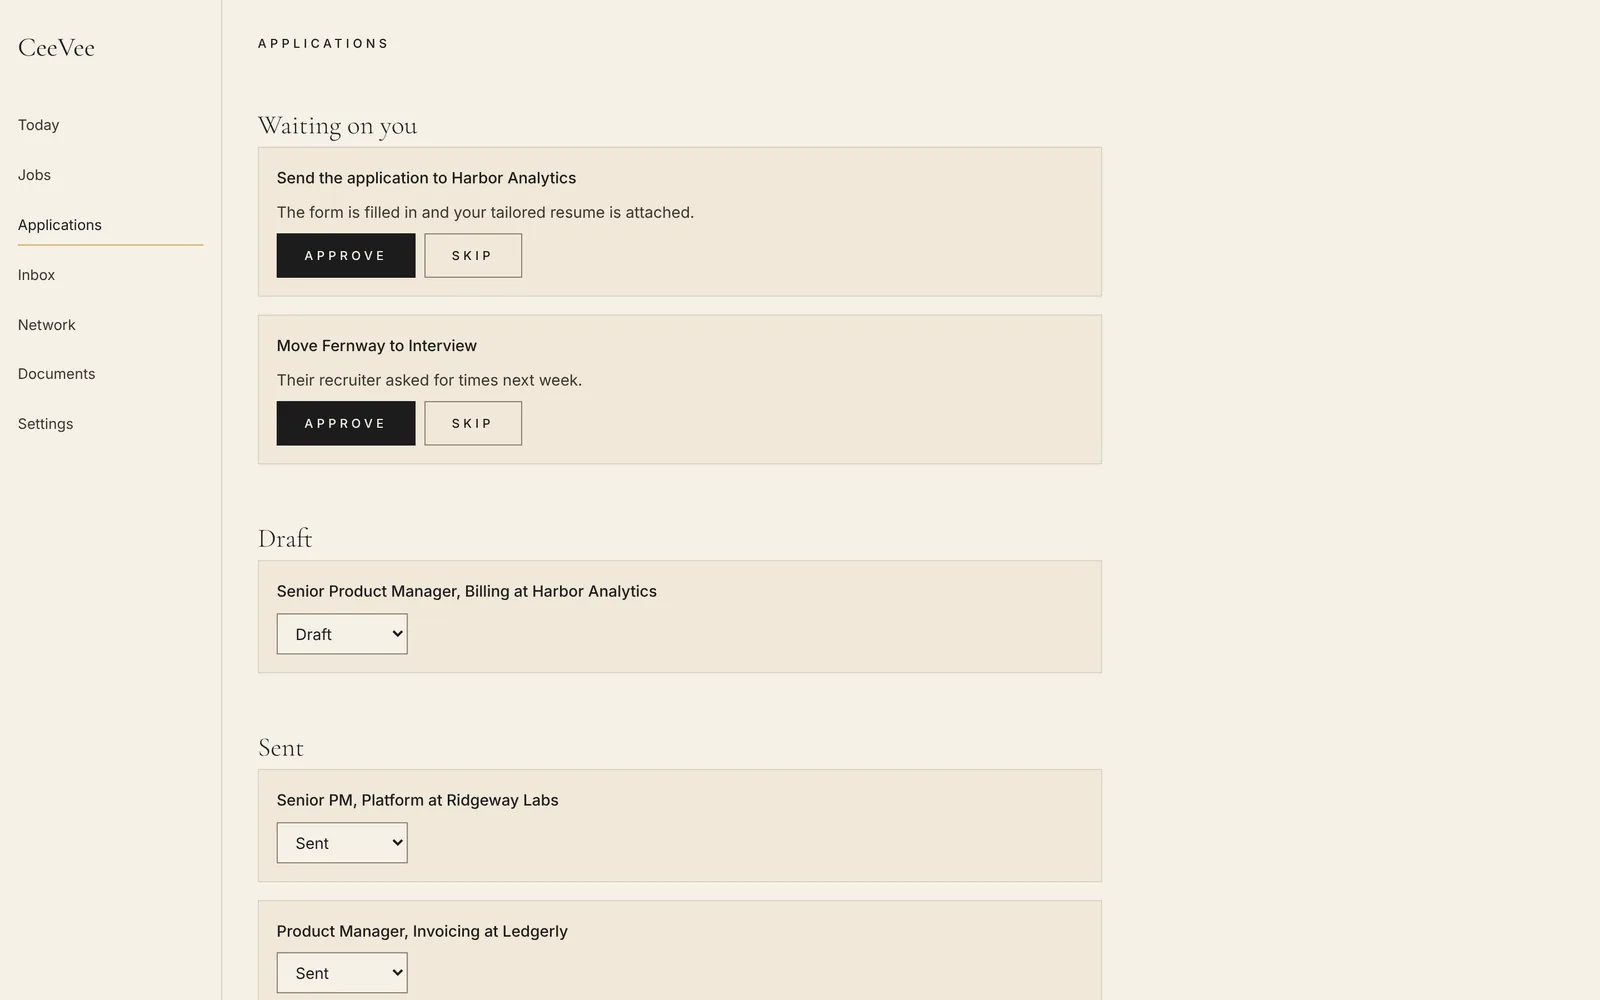 CeeVee
Today
Jobs
Applications
Inbox
Network
Documents
Settings
APPLICATIONS
Waiting on you
Send the application to Harbor Analytics
The form is filled in and your tailored resume is attached.
APPROVE SKIP
Move Fernway to Interview
Their recruiter asked for times next week.
APPROVE SKIP
Draft
Senior Product Manager, Billing at Harbor Analytics
Draft
Sent
Senior PM, Platform at Ridgeway Labs
Sent
Product Manager, Invoicing at Ledgerly
Sent